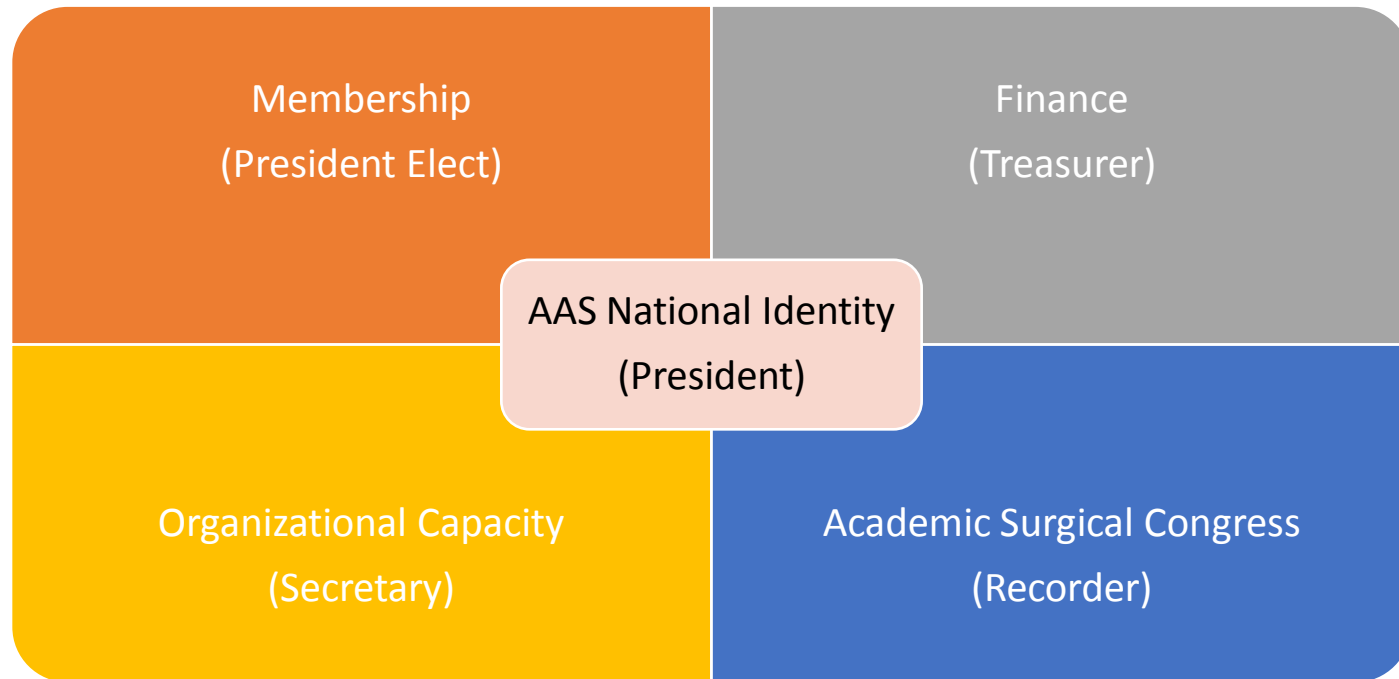 Membership
(President Elect)
Finance
(Treasurer)
AAS National Identity
(President)
Organizational Capacity
(Secretary)
Academic Surgical Congress
(Recorder)